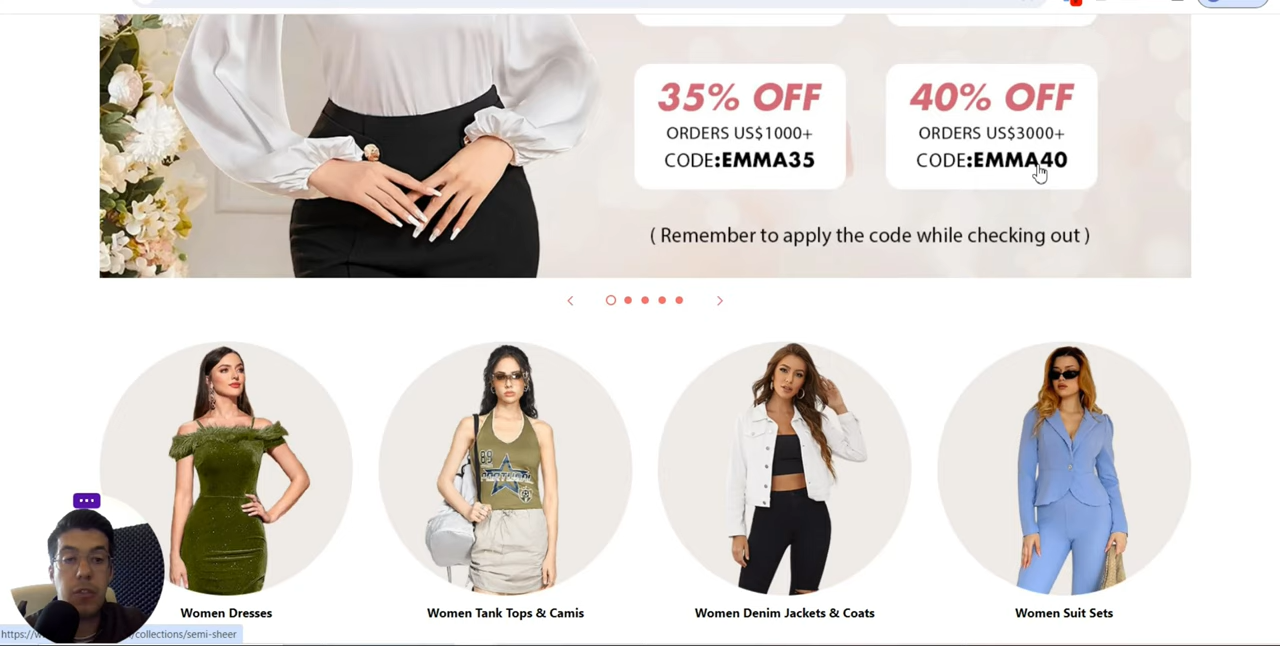 35% OFF
ORDERS US$1000+
CODE:EMMA35
40% OFF
ORDERS US$3000+
CODE:EMMA40
( Remember to apply the code while checking out )
Women Dresses
Women Tank Tops & Camis
Women Denim Jackets & Coats
Women Suit Sets
/collections/semi-sheer